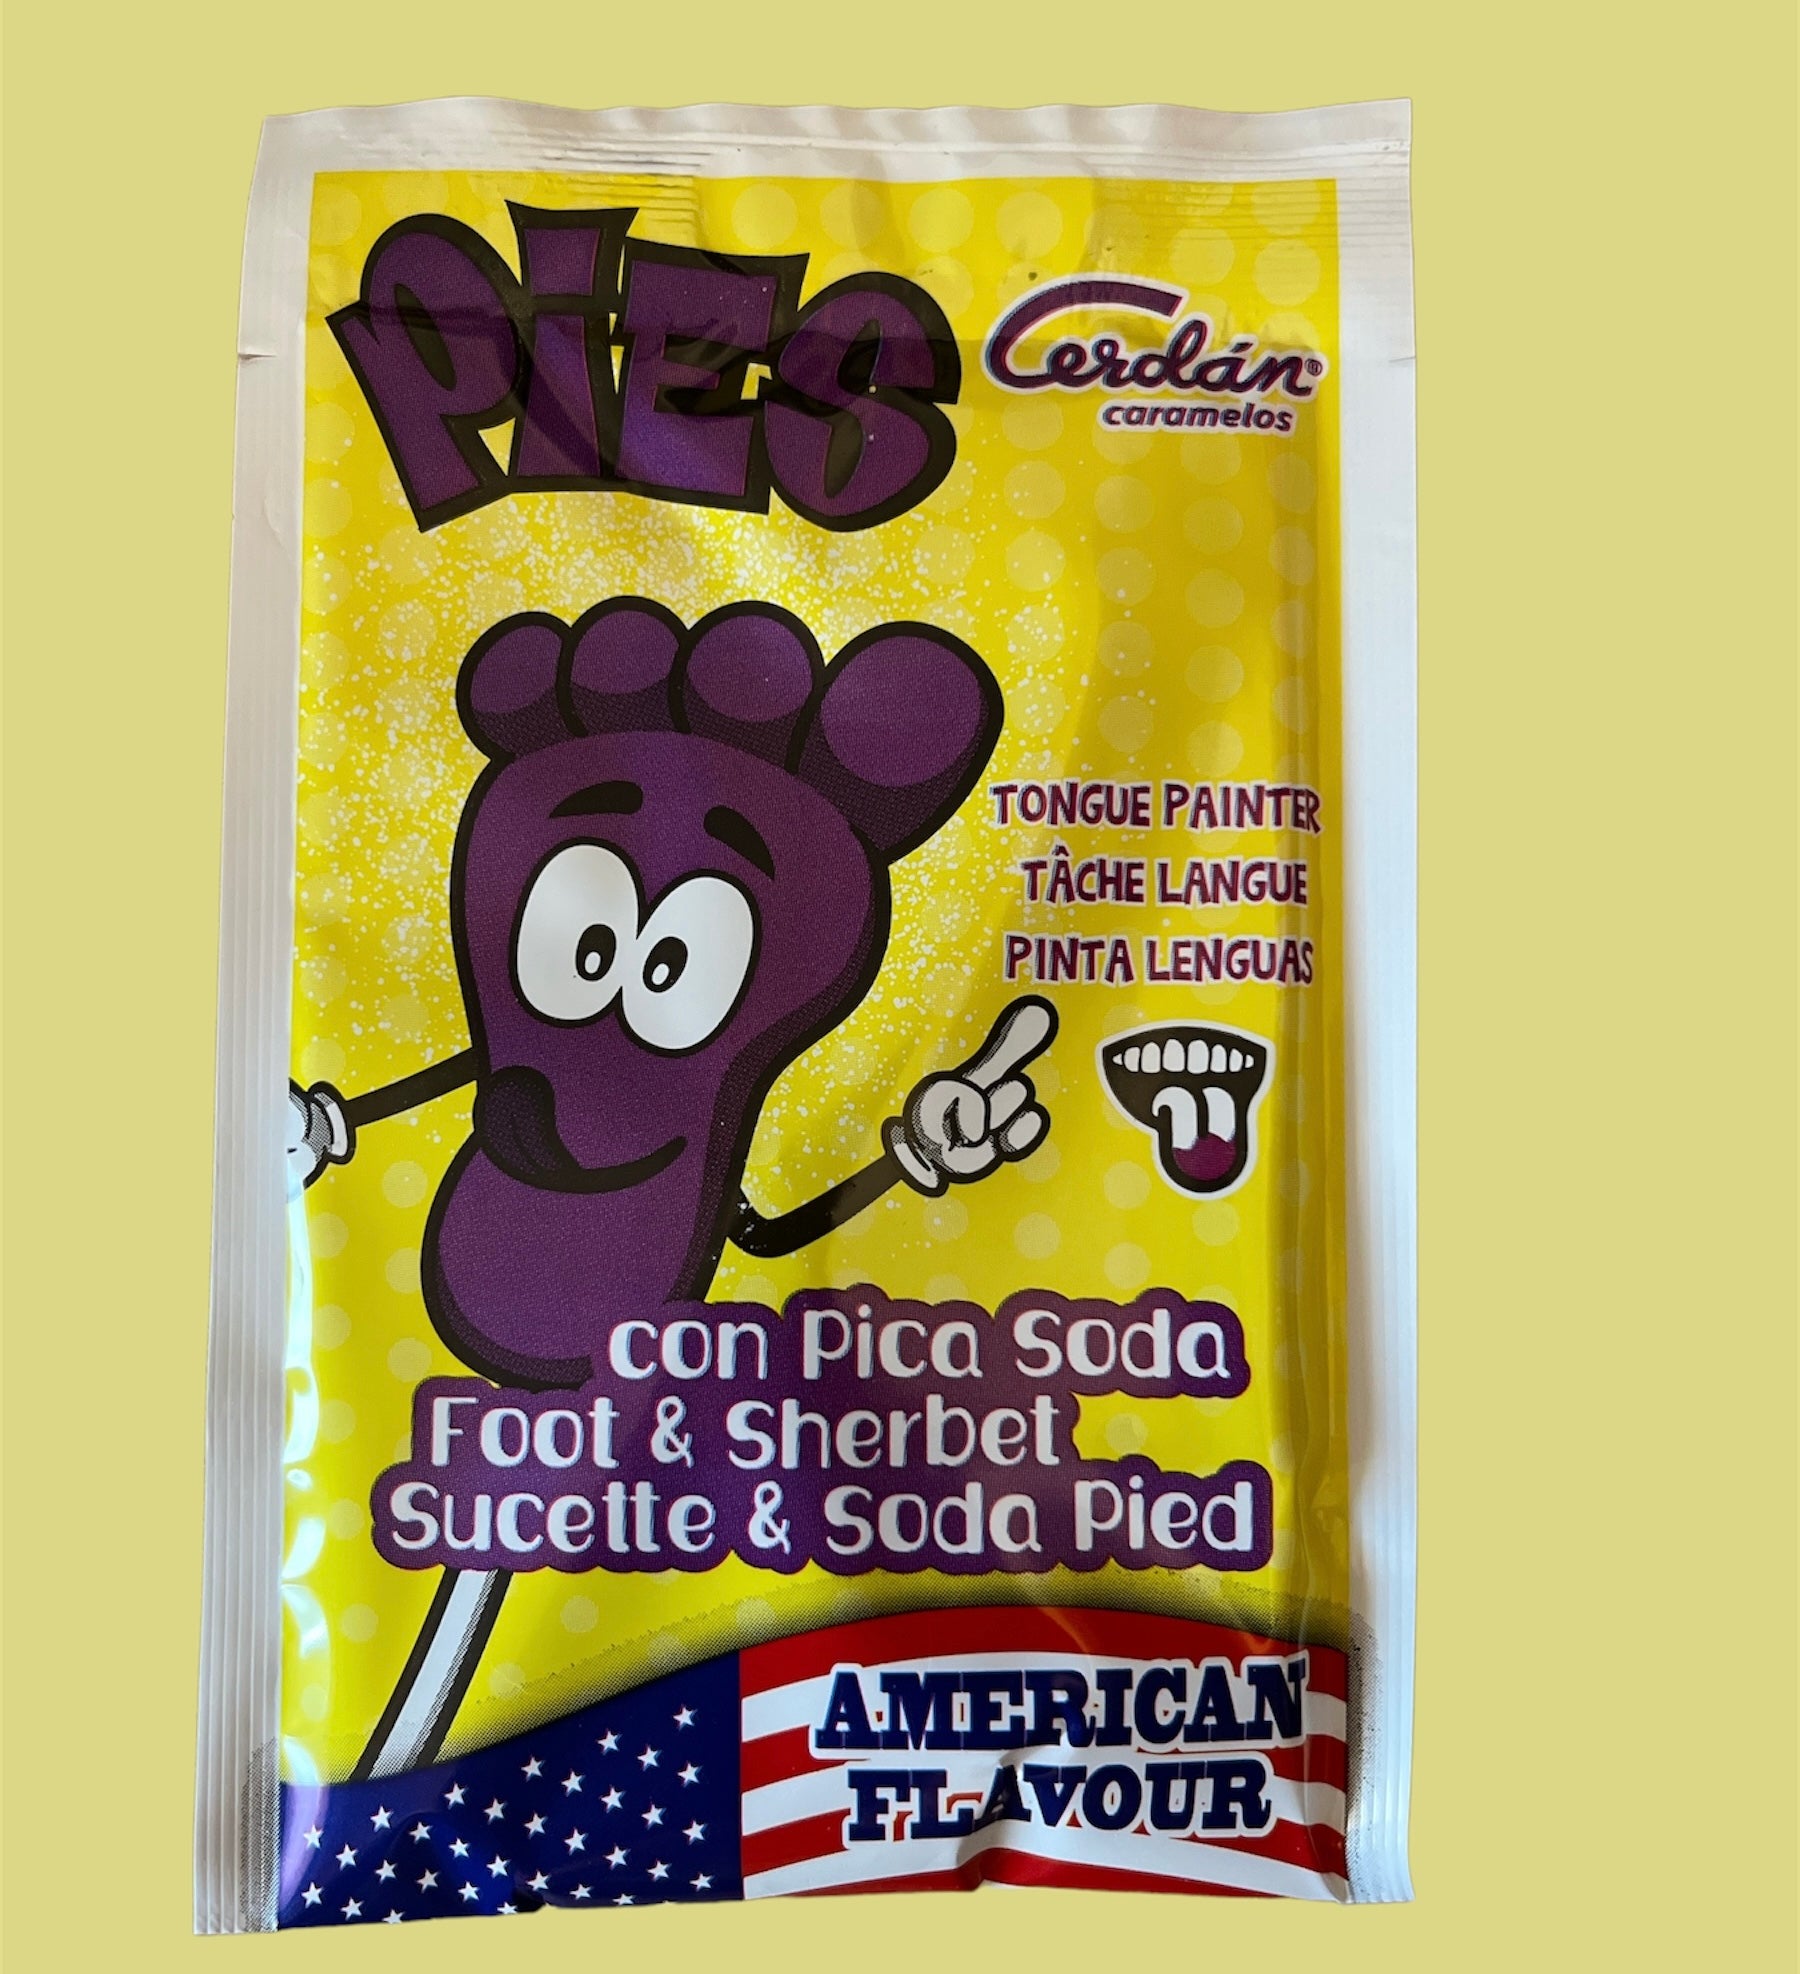 PiES
Cerdán®
caramelos
TONGUE PAINTER
TÂCHE LANGUE
PINTA LENGUAS
con Pica Soda
Foot & Sherbet
Sucette & Soda Pied
AMERICAN
FLAVOUR